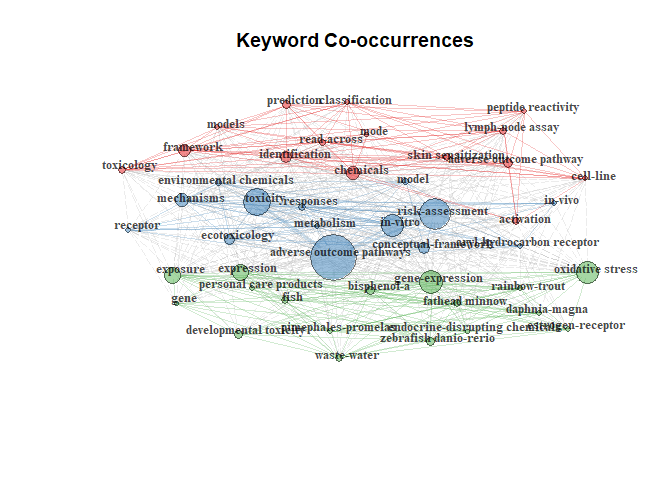 Keyword Co-occurrences
prediction
classification
peptide reactivity
models
lymph-node assay
mode
read across
framework
identification
skin sensitization
adverse outcome pathway
toxicology
chemicals
cell-line
environmental chemicals
model
mechanisms
toxicity
responses
in-vivo
risk-assessment
receptor
metabolism
in-vitro
activation
ecotoxicology
conceptual-framework
aryl-hydrocarbon receptor
adverse outcome pathways
exposure
expression
gene-expression
oxidative stress
personal care products
bisphenol-a
rainbow-trout
gene
fish
fathead minnow
daphnia-magna
developmental toxicity
pimephales-promelas
endocrine-disrupting chemicals
estrogen-receptor
zebrafish danio-rerio
waste-water